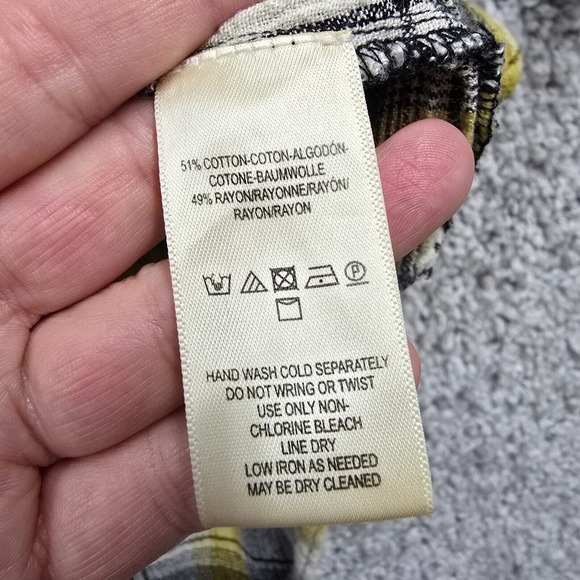 51% COTTON-COTON-ALGODÓN-
COTONE-BAUMWOLLE
49% RAYON/RAYONNE/RAYÓN/
RAYON/RAYON
P
HAND WASH COLD SEPARATELY
DO NOT WRING OR TWIST
USE ONLY NON-
CHLORINE BLEACH
LINE DRY
LOW IRON AS NEEDED
MAY BE DRY CLEANED